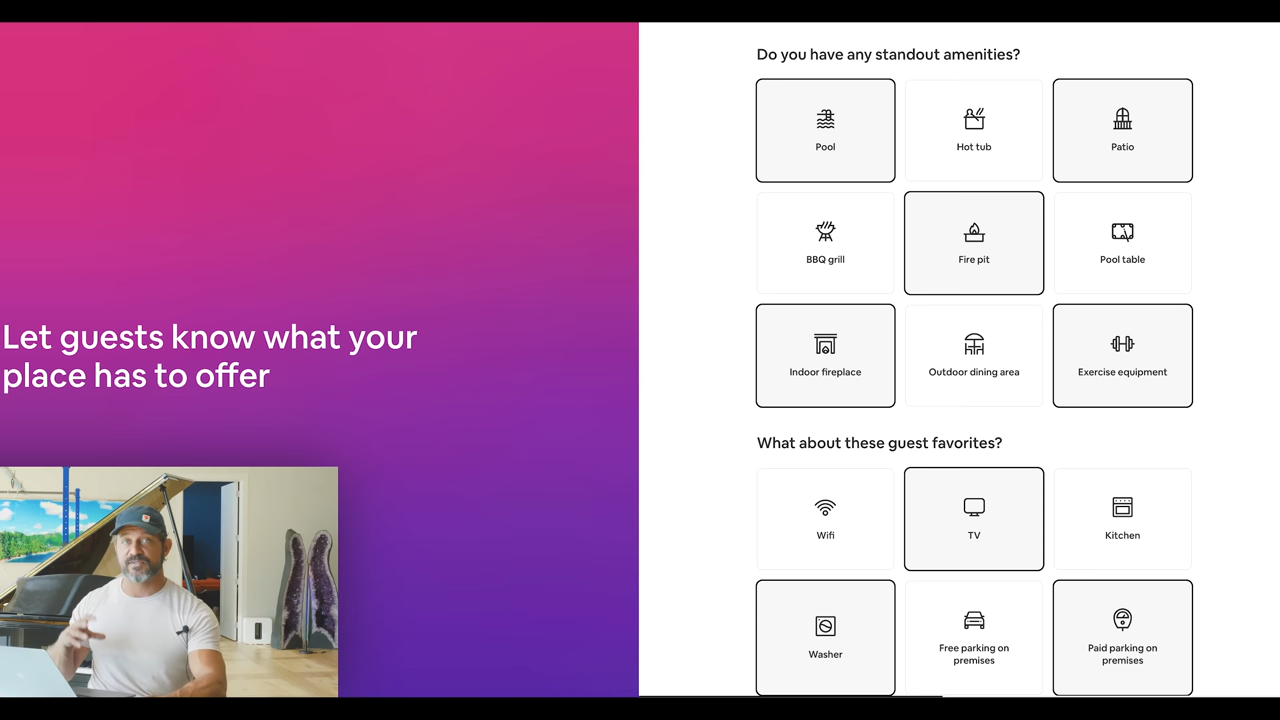 Let guests know what your
place has to offer
Do you have any standout amenities?
Pool
Hot tub
Patio
BBQ grill
Fire pit
Pool table
Indoor fireplace
Outdoor dining area
Exercise equipment
What about these guest favorites?
Wifi
TV
Kitchen
Washer
Free parking on
premises
Paid parking on
premises